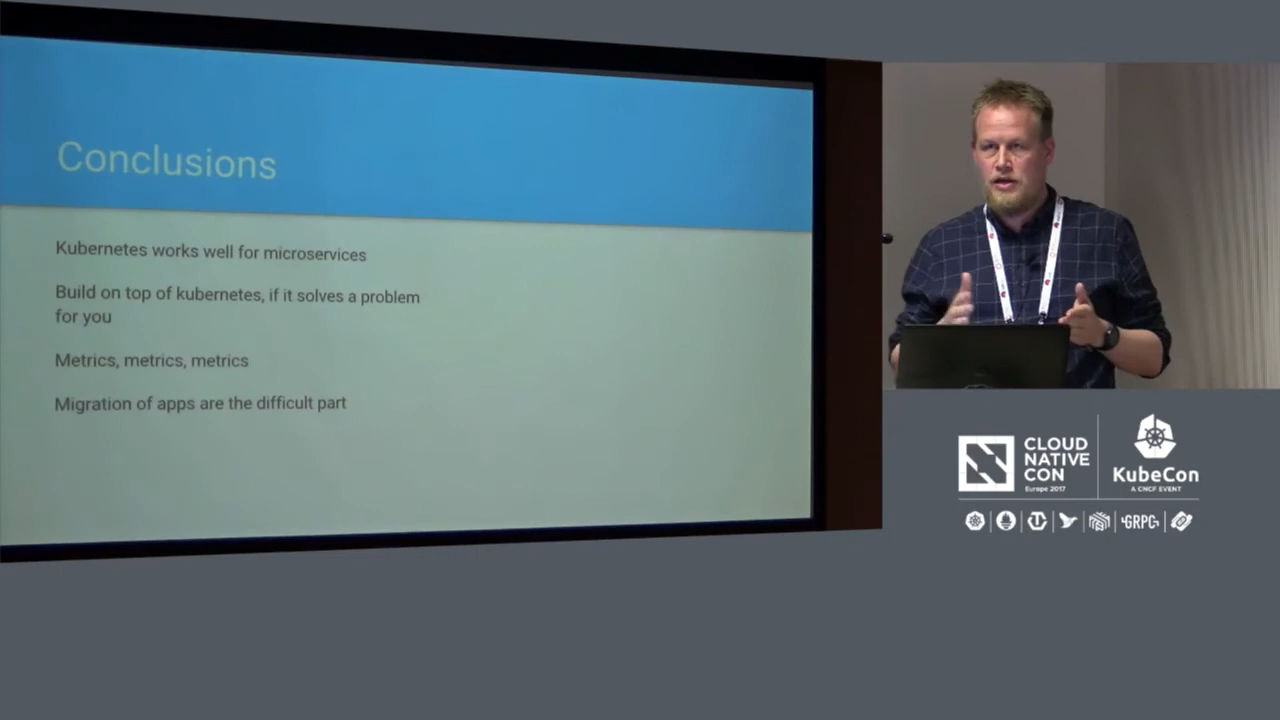 Conclusions
Kubernetes works well for microservices
Build on top of kubernetes, if it solves a problem
for you
Metrics, metrics, metrics
Migration of apps are the difficult part
CLOUD
NATIVE
CON
Europe 2017
KubeCon
A CNCF EVENT
GRPC